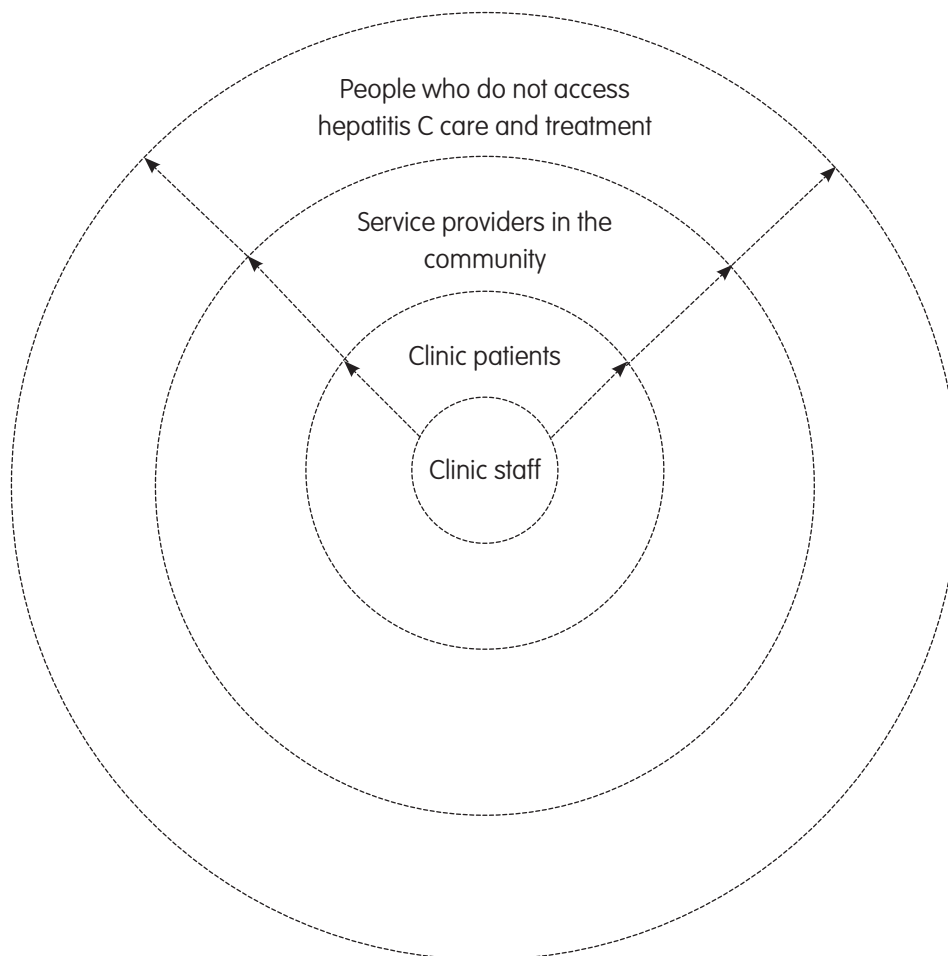 People who do not access
hepatitis C care and treatment
Service providers in the
community
Clinic patients
Clinic staff